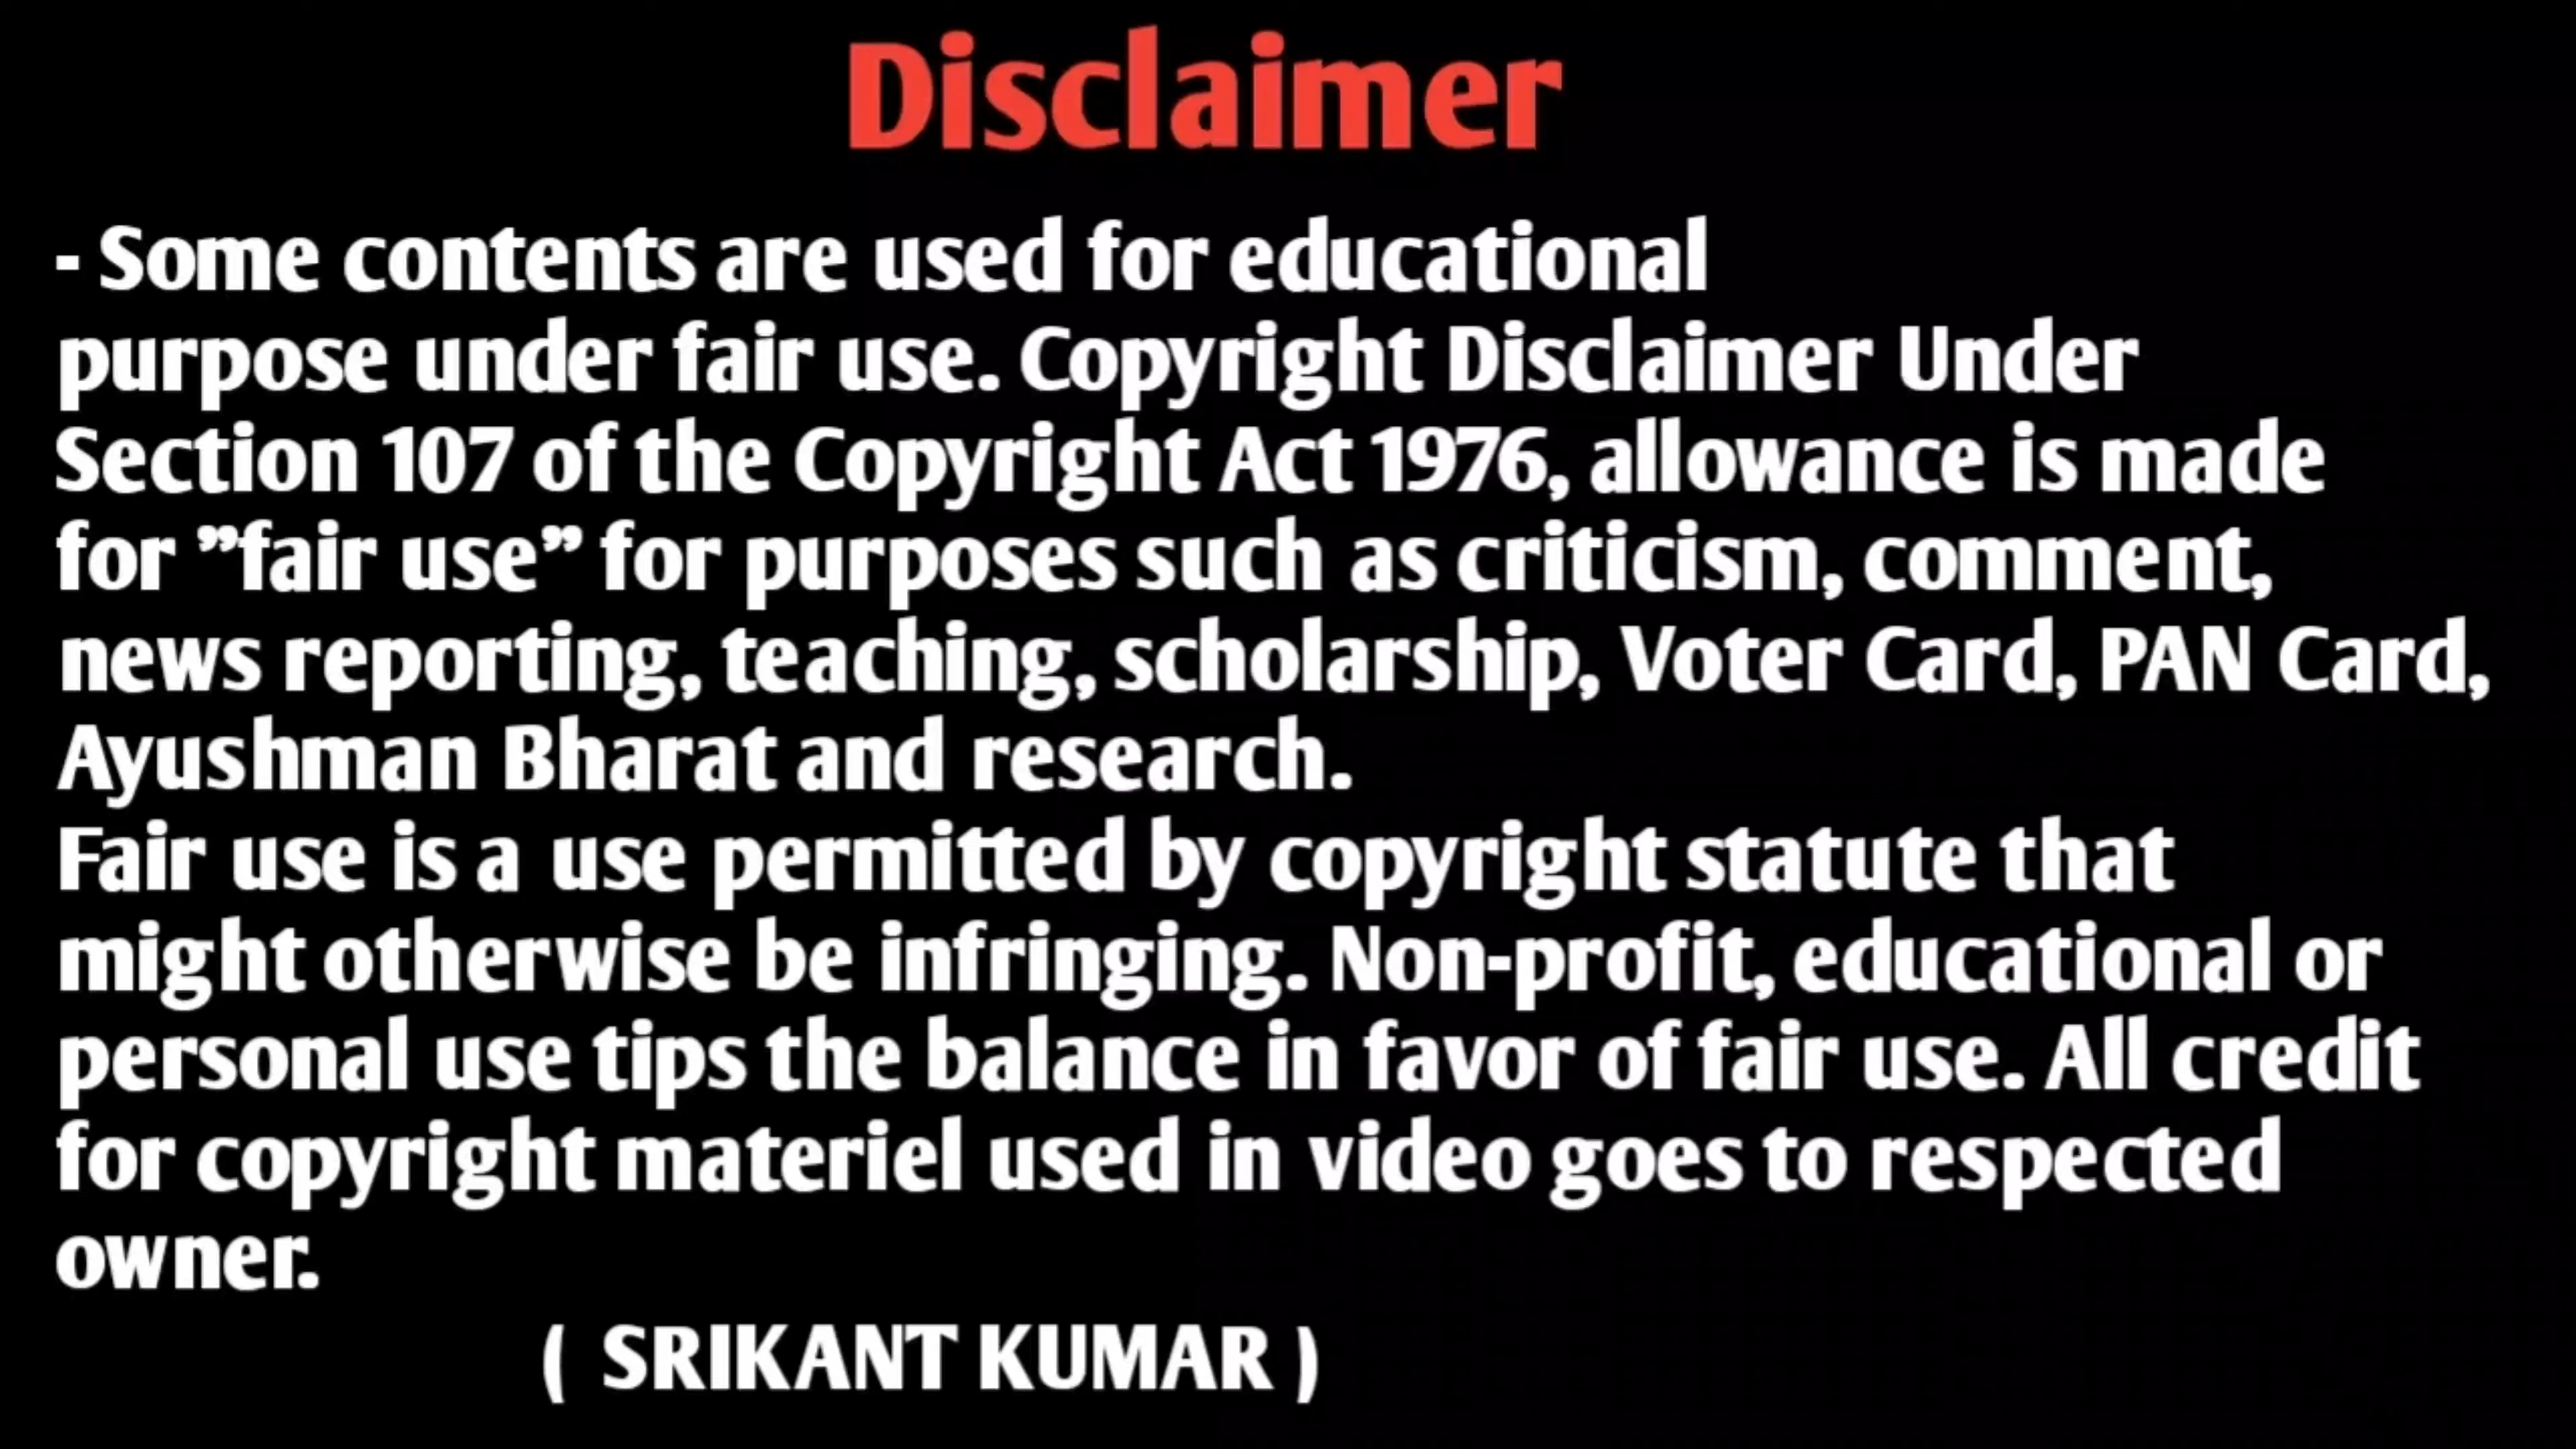 Disclaimer
- Some contents are used for educational
purpose under fair use. Copyright Disclaimer Under
Section 107 of the Copyright Act 1976, allowance is made
for ”fair use” for purposes such as criticism, comment,
news reporting, teaching, scholarship, Voter Card, PAN Card,
Ayushman Bharat and research.
Fair use is a use permitted by copyright statute that
might otherwise be infringing. Non-profit, educational or
personal use tips the balance in favor of fair use. All credit
for copyright materiel used in video goes to respected
owner.
( SRIKANT KUMAR )